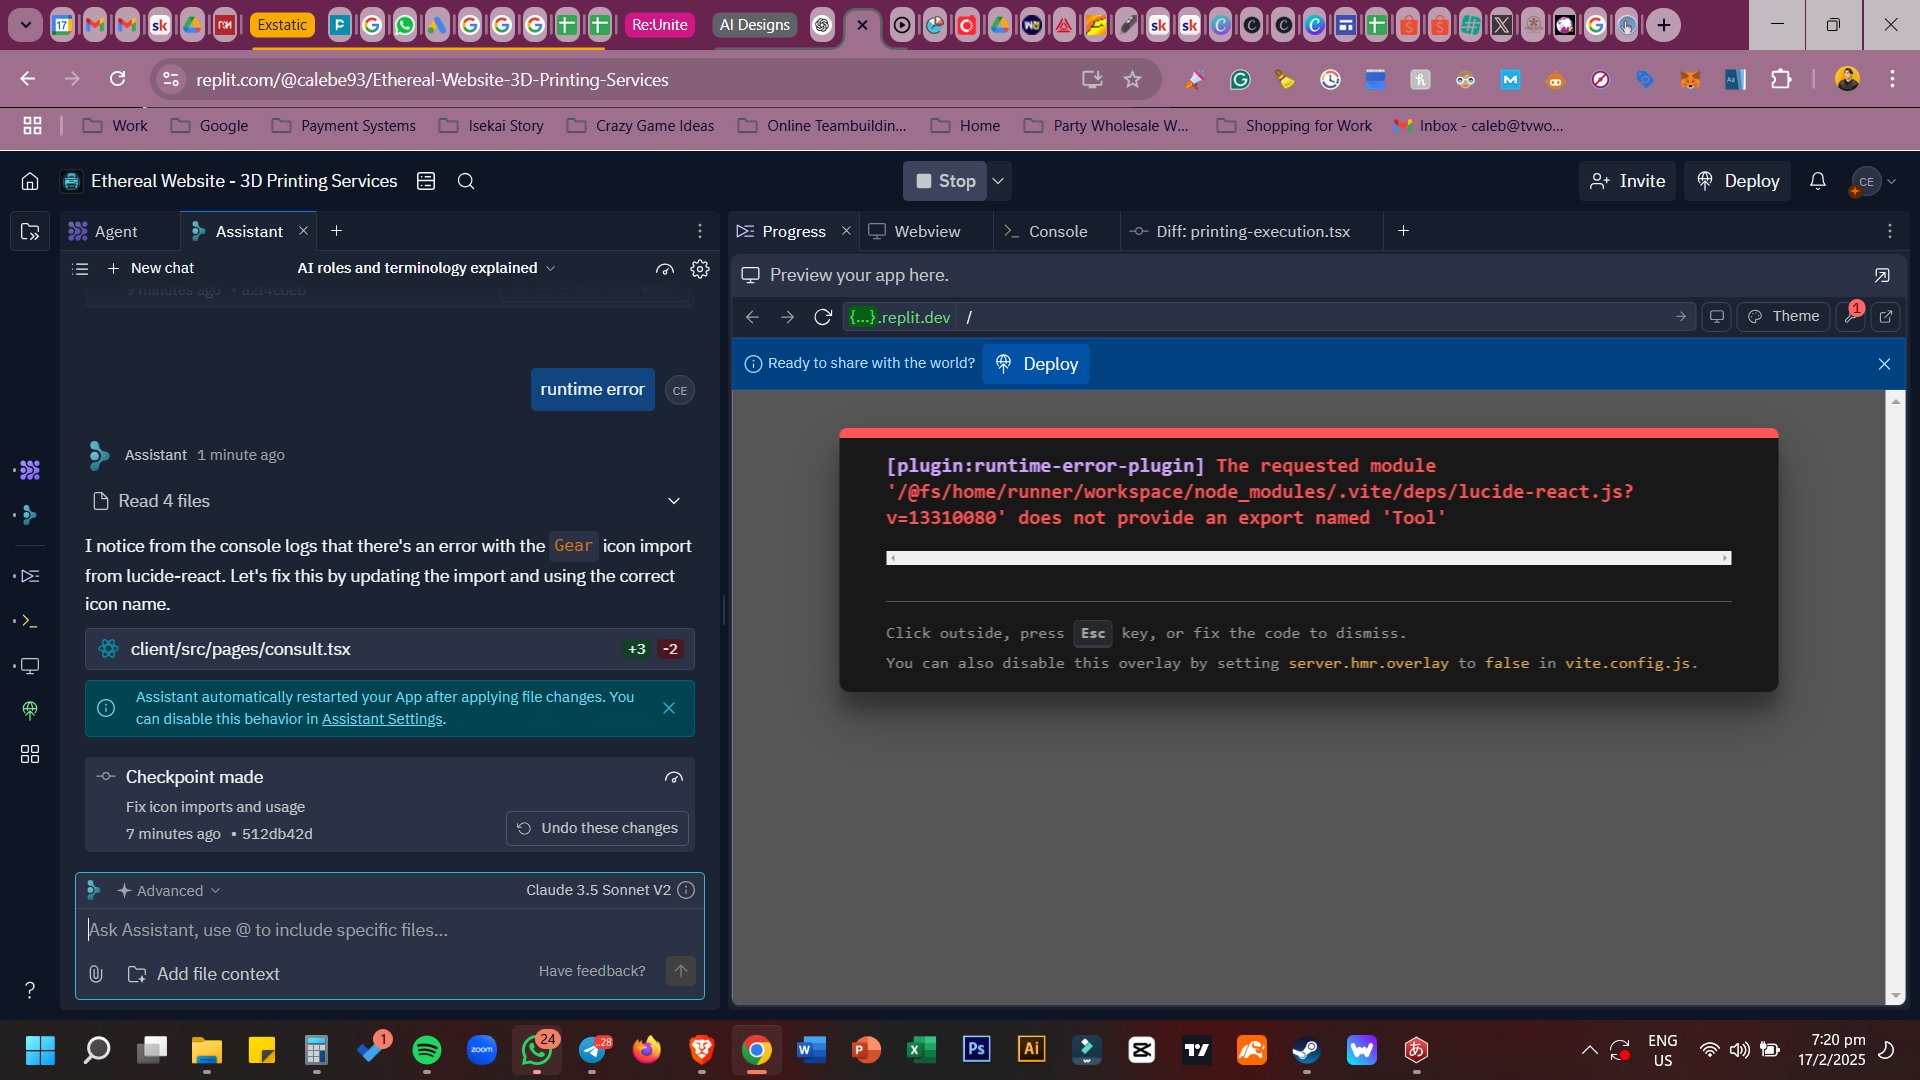 Exstatic
Re:Unite
AI Designs
replit.com/@calebe93/Ethereal-Website-3D-Printing-Services
Work
Google
Payment Systems
Isekai Story
Crazy Game Ideas
Online Teambuildin...
Home
Party Wholesale W...
Shopping for Work
Inbox - caleb@tvwo...
Ethereal Website - 3D Printing Services
Stop
Invite
Deploy
CE
Agent
Assistant
New chat
AI roles and terminology explained
9 minutes ago • a2f4cbeb
runtime error
CE
Assistant 1 minute ago
Read 4 files
I notice from the console logs that there's an error with the Gear icon import
from lucide-react. Let's fix this by updating the import and using the correct
icon name.
client/src/pages/consult.tsx
+3 -2
Assistant automatically restarted your App after applying file changes. You
can disable this behavior in Assistant Settings.
Checkpoint made
Fix icon imports and usage
7 minutes ago • 512db42d
Undo these changes
Advanced
Claude 3.5 Sonnet V2
Ask Assistant, use @ to include specific files...
Add file context
Have feedback?
Progress
Webview
Console
Diff: printing-execution.tsx
Preview your app here.
{...}.replit.dev /
Theme
1
Ready to share with the world?
Deploy
[plugin:runtime-error-plugin] The requested module
'/@fs/home/runner/workspace/node_modules/.vite/deps/lucide-react.js?
v=13310080' does not provide an export named 'Tool'
Click outside, press Esc key, or fix the code to dismiss.
You can also disable this overlay by setting server.hmr.overlay to false in vite.config.js.
1
zoom
24
28
Ps
Ai
ENG
US
7:20 pm
17/2/2025